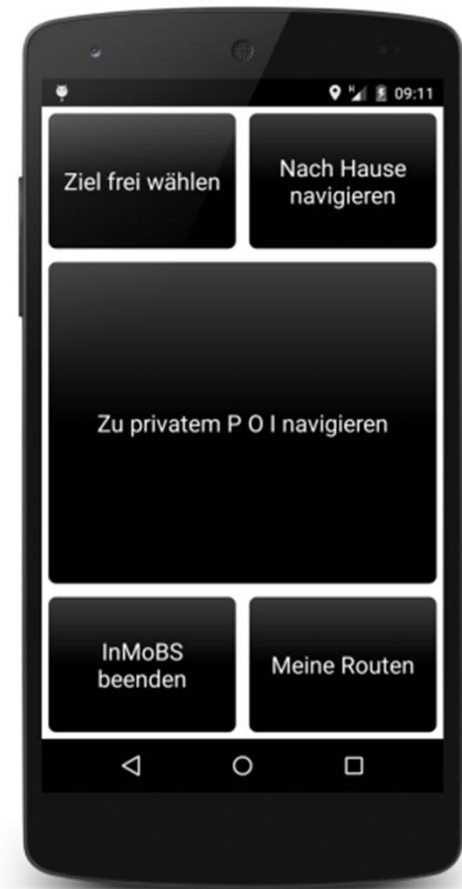 H 09:11
Ziel frei wählen
Nach Hause
navigieren
Zu privatem P O I navigieren
InMoBS
beenden
Meine Routen